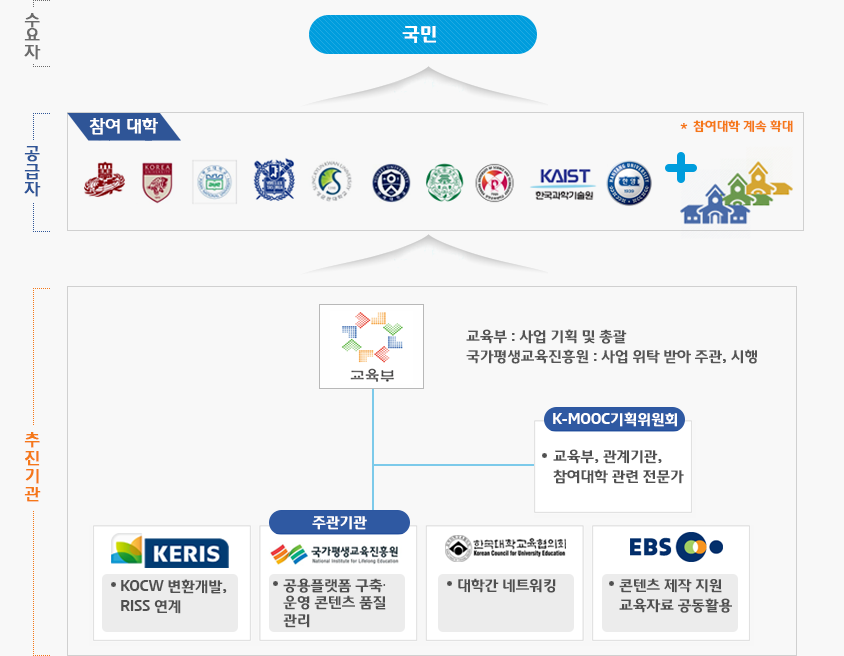 수요자
국민
공급자
참여 대학
* 참여대학 계속 확대
KOREA
KAIST
한국과학기술원
추진기관
교육부
교육부 : 사업 기획 및 총괄
국가평생교육진흥원 : 사업 위탁 받아 주관, 시행
K-MOOC기획위원회
• 교육부, 관계기관,
참여대학 관련 전문가
KERIS
• KOCW 변환개발,
RISS 연계
주관기관
국가평생교육진흥원
National Institute for Lifelong Education
• 공용플랫폼 구축·
운영 콘텐츠 품질
관리
한국대학교육협의회
Korean Council for University Education
• 대학간 네트워킹
EBS
• 콘텐츠 제작 지원
교육자료 공동활용